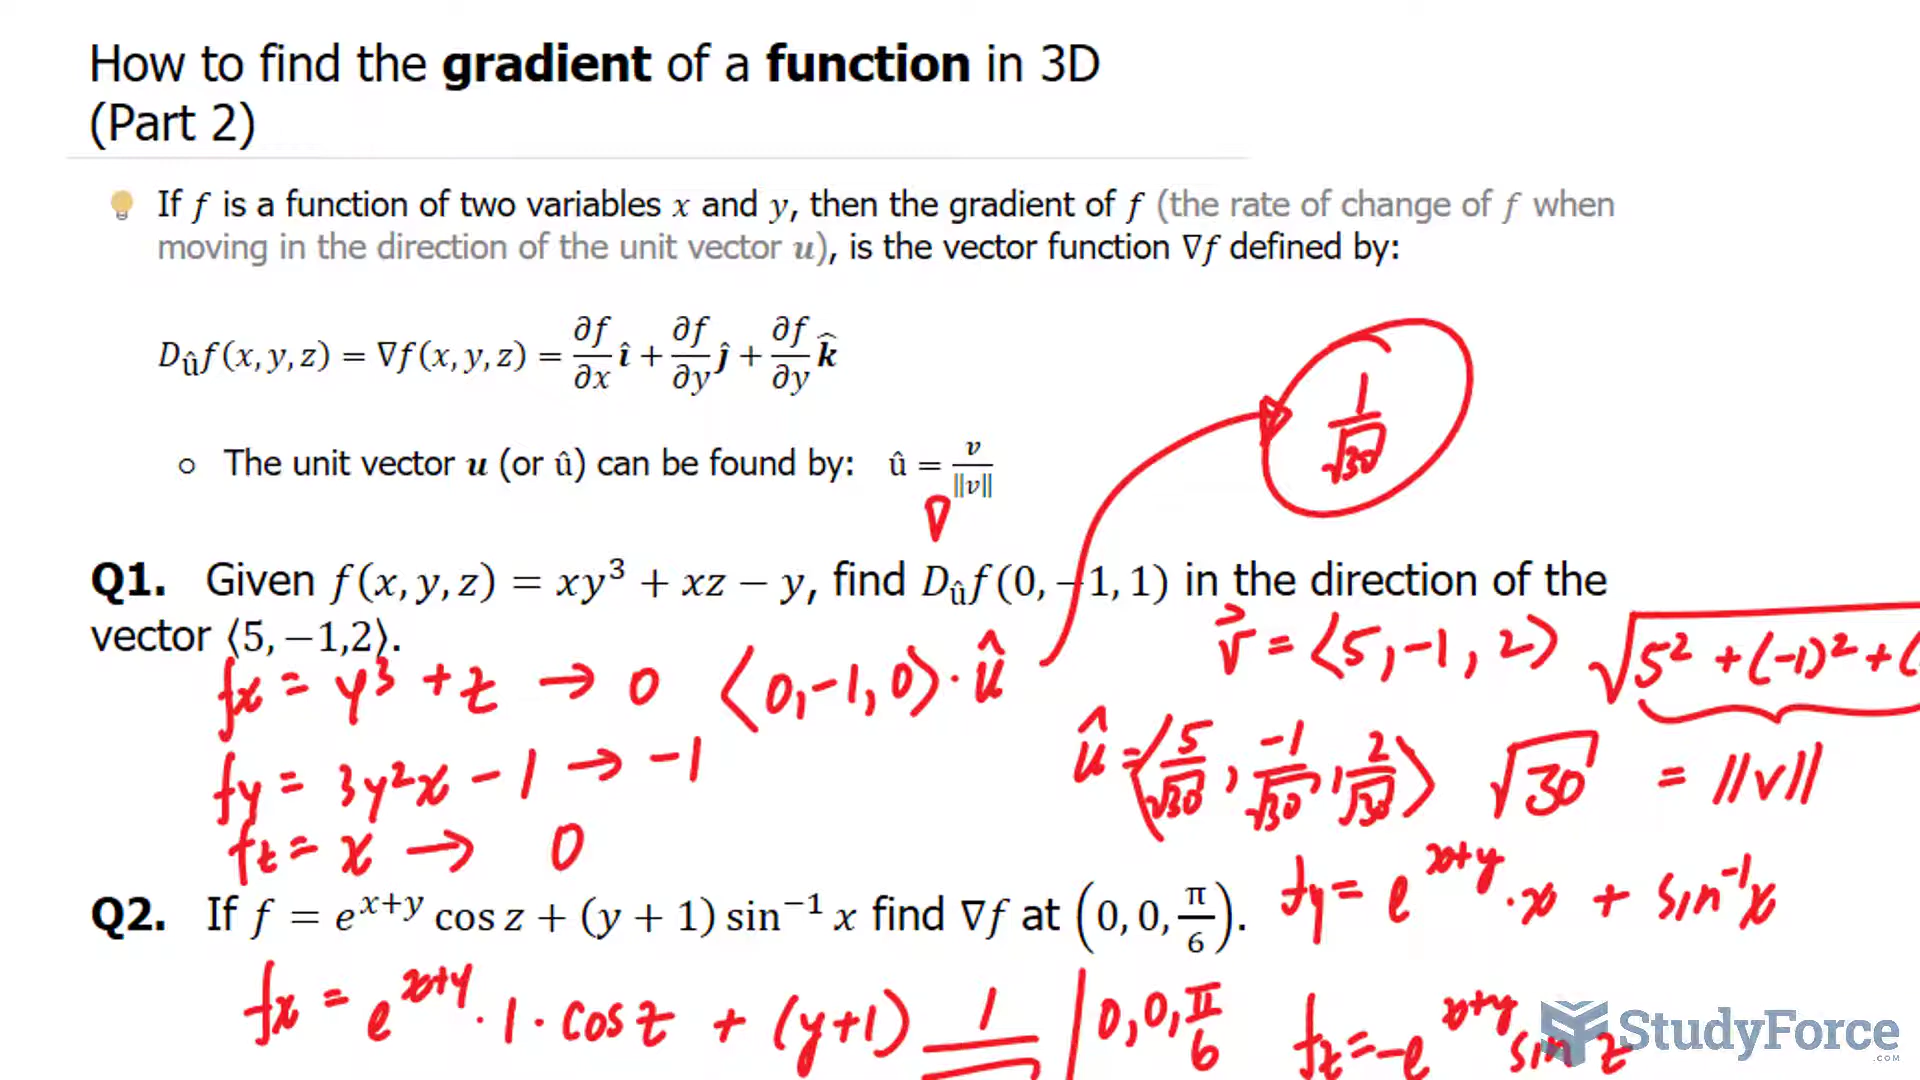 How to find the gradient of a function in 3D
(Part 2)
If f is a function of two variables x and y, then the gradient of f (the rate of change of f when
moving in the direction of the unit vector u), is the vector function ∇f defined by:
D_û f(x, y, z) = ∇f(x, y, z) = ∂f/∂x î + ∂f/∂y ĵ + ∂f/∂y k̂
1/√30
The unit vector u (or û) can be found by: û = v/‖v‖
Q1. Given f(x, y, z) = xy³ + xz − y, find D_û f(0, −1, 1) in the direction of the
vector ⟨5, −1,2⟩.
v⃗ = ⟨5, -1, 2⟩ √5² + (-1)² + (
fx = y³ + z → 0 ⟨0, -1, 0⟩ · û
û = ⟨5/√30, -1/√30, 2/√30⟩ √30 = ||v||
fy = 3y²x - 1 → -1
fz = x → 0
fy = e^(x+y) · x + sin⁻¹x
Q2. If f = e^(x+y) cos z + (y + 1) sin⁻¹ x find ∇f at (0, 0, π/6).
fx = e^(x+y) · 1 · cos z + (y+1) 1 | 0, 0, π/6
fz = -e^(x+y) sin z
StudyForce
.COM